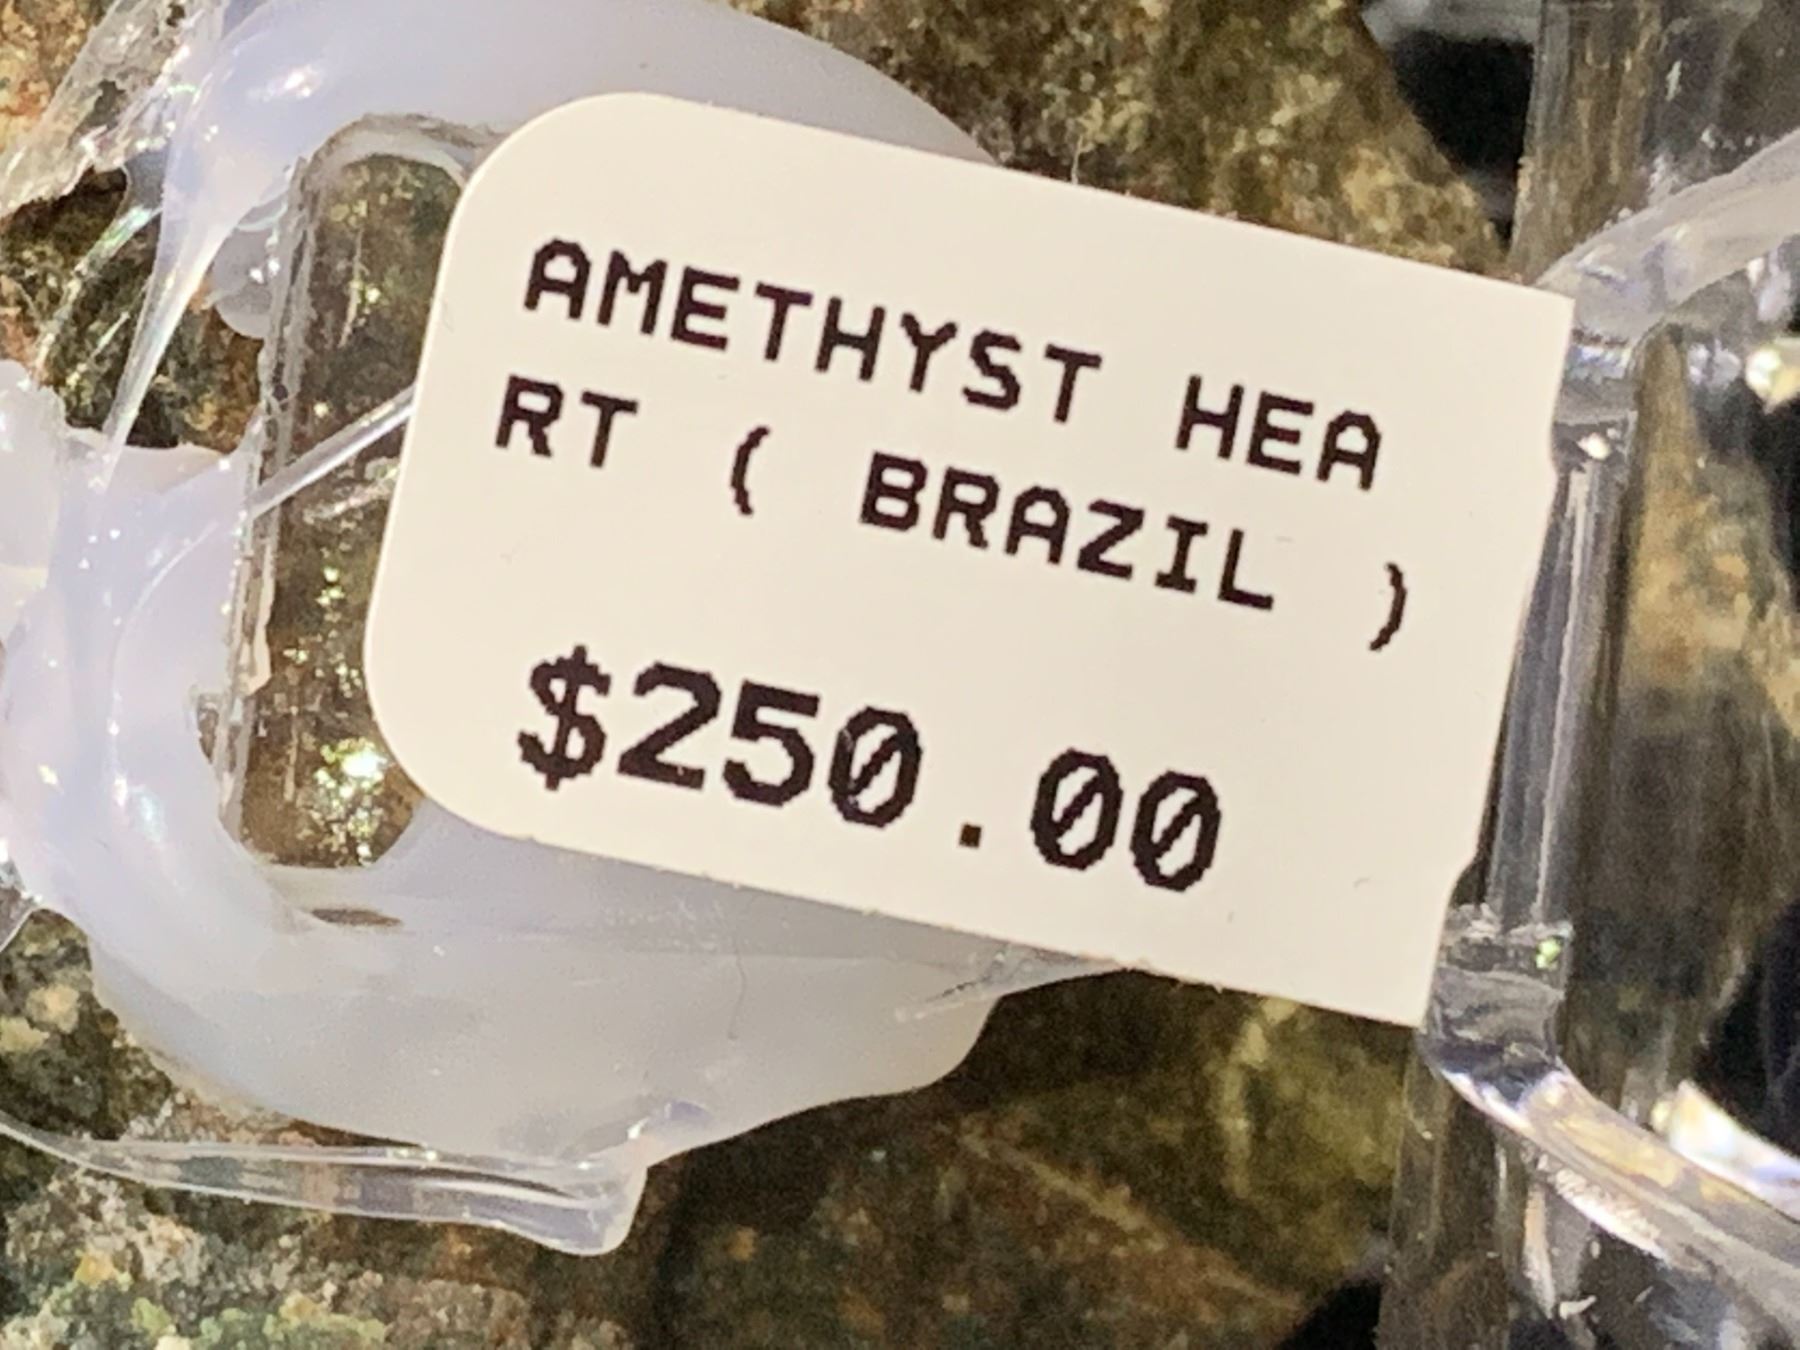 AMETHYST HEA
RT ( BRAZIL )
$250.00